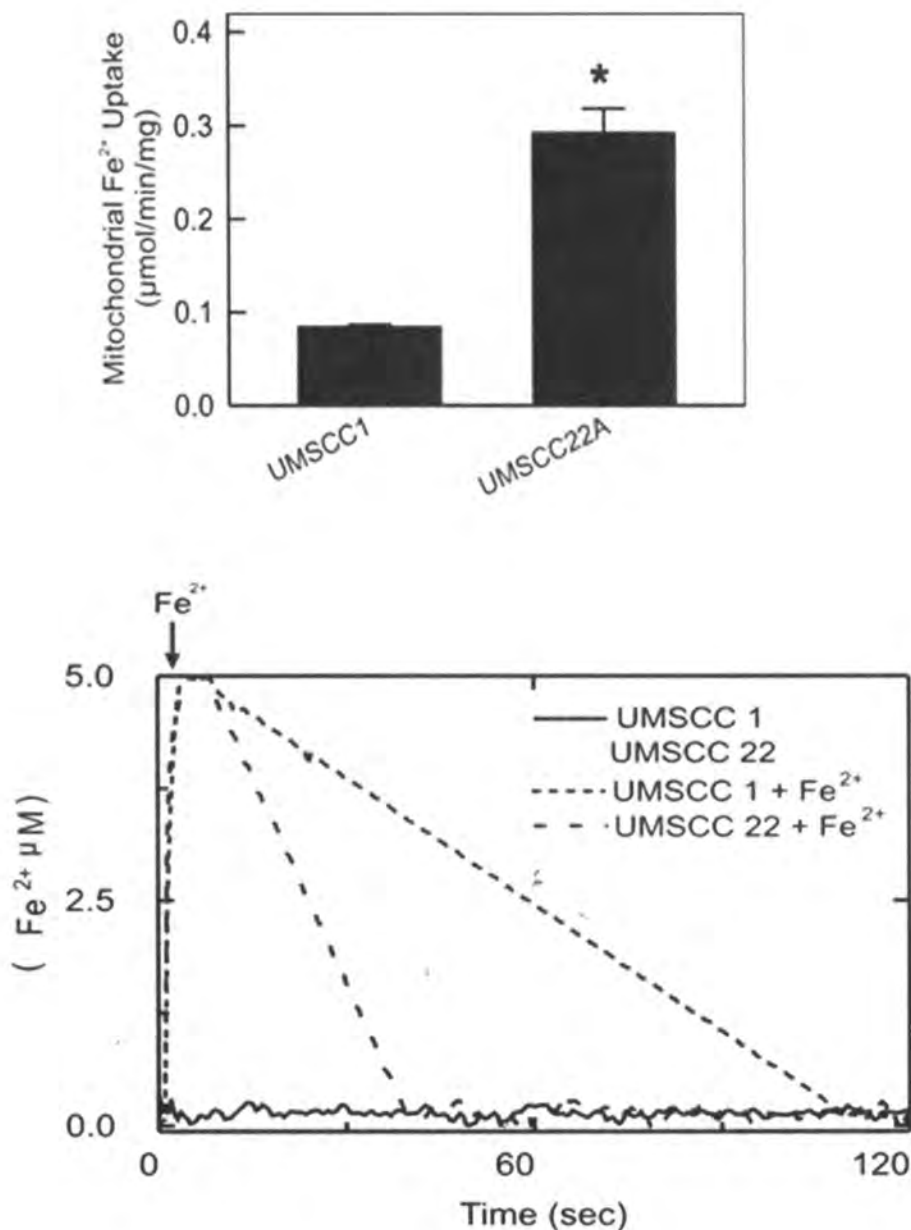 0.4
*
0.3
0.2
0.1
0.0
Mitochondrial Fe²⁺ Uptake
(µmol/min/mg)
UMSCC1
UMSCC22A
Fe²⁺
5.0
2.5
0.0
( Fe²⁺ µM)
UMSCC 1
UMSCC 22
UMSCC 1 + Fe²⁺
UMSCC 22 + Fe²⁺
0
60
120
Time (sec)